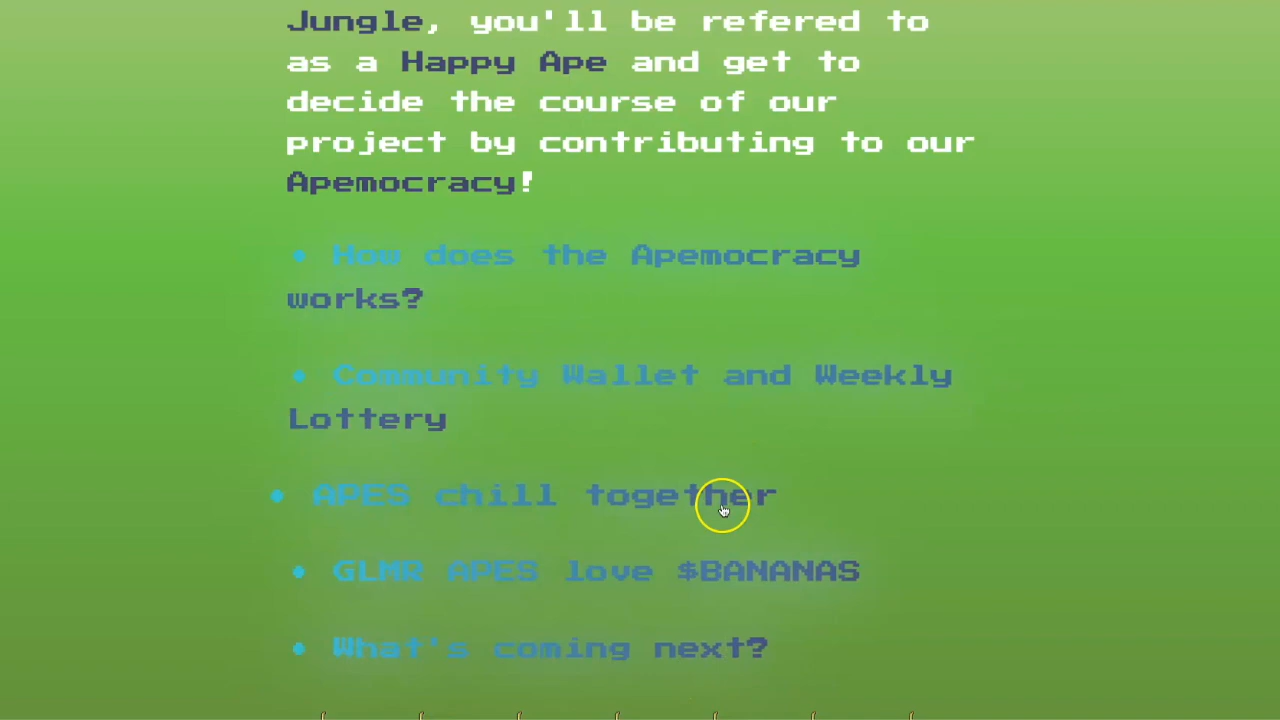 Jungle, you'll be refered to
as a Happy Ape and get to
decide the course of our
project by contributing to our
Apemocracy!
• How does the Apemocracy
works?
• Community Wallet and Weekly
Lottery
• APES chill together
• GLMR APES love $BANANAS
• What's coming next?